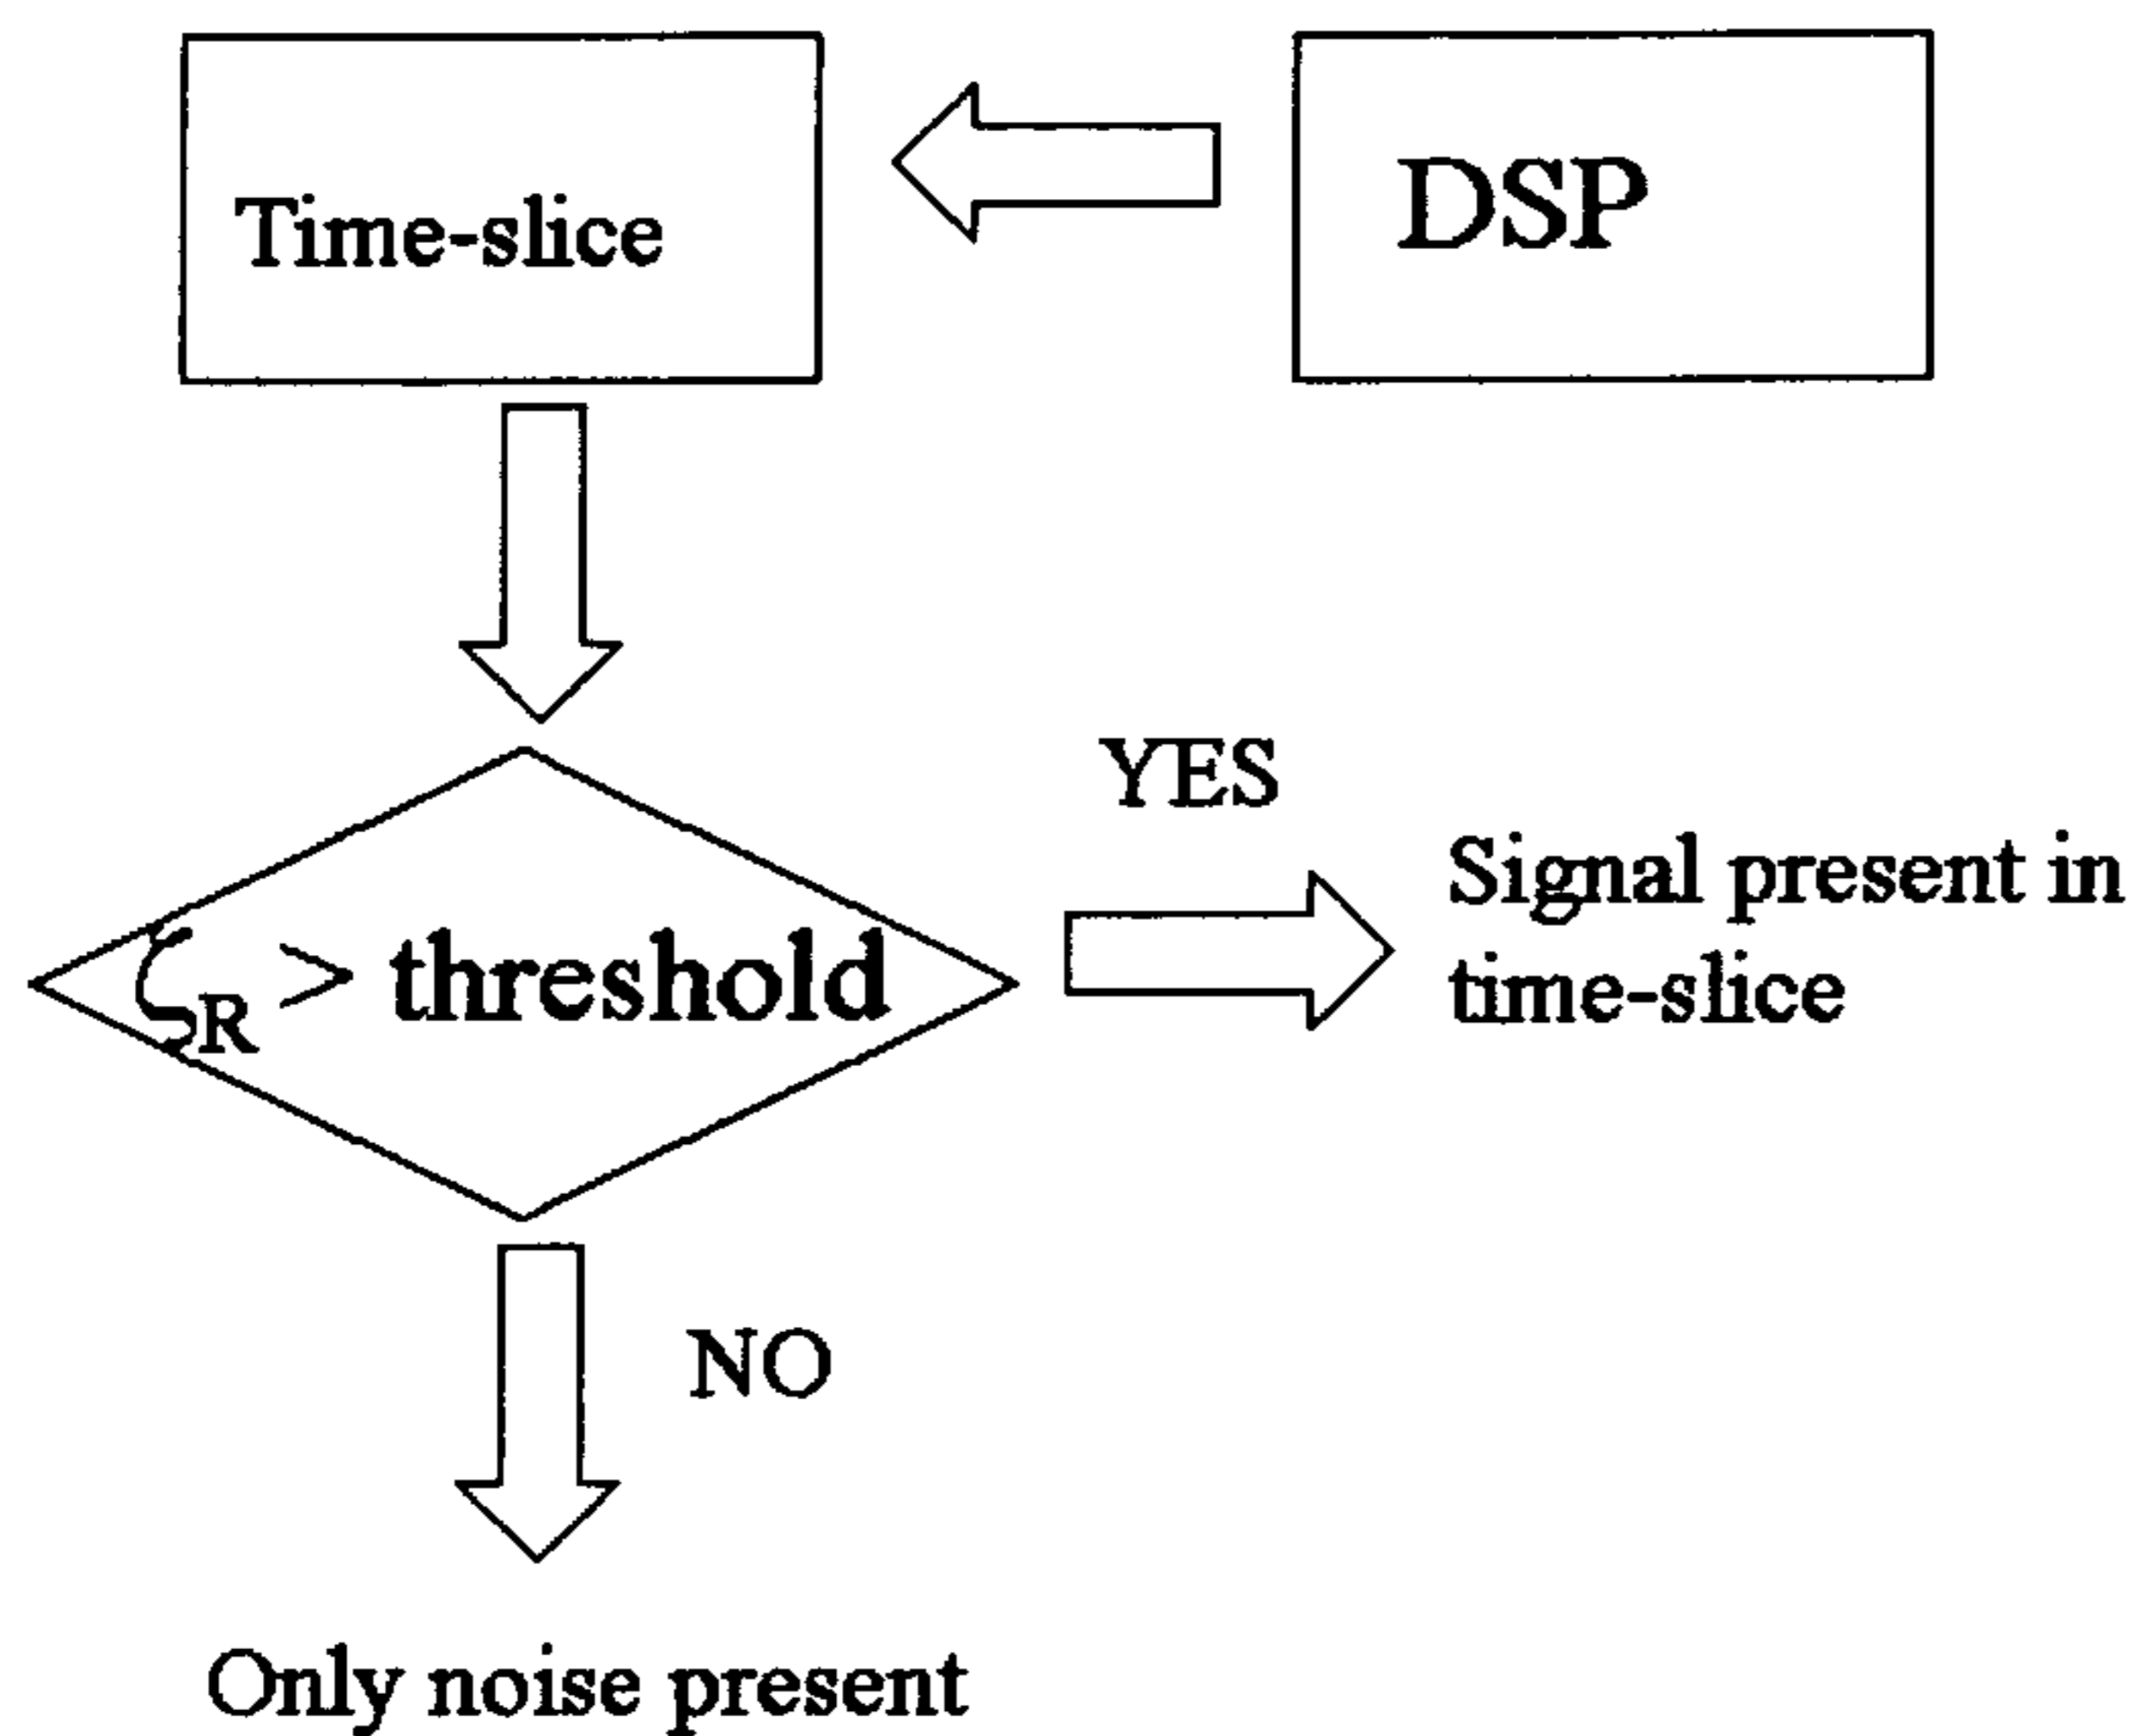 Time-slice
DSP
YES
ζR > threshold
Signal present in
time-slice
NO
Only noise present